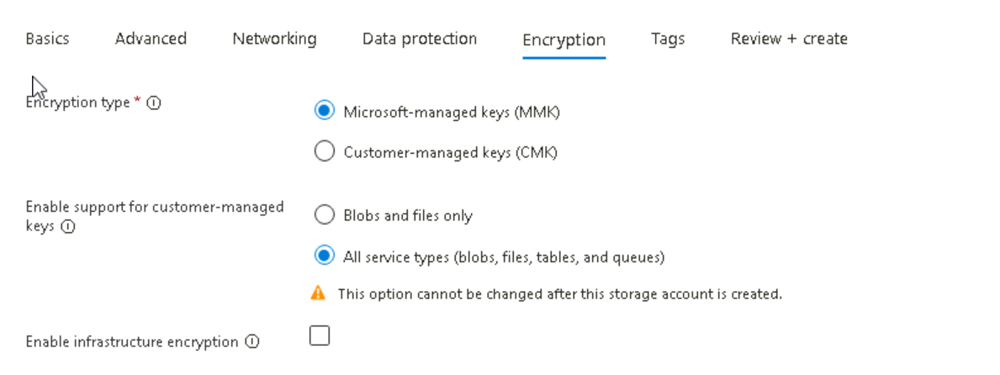 Basics Advanced Networking Data protection Encryption Tags Review + create
Encryption type *
Microsoft-managed keys (MMK)
Customer-managed keys (CMK)
Enable support for customer-managed
keys
Blobs and files only
All service types (blobs, files, tables, and queues)
This option cannot be changed after this storage account is created.
Enable infrastructure encryption